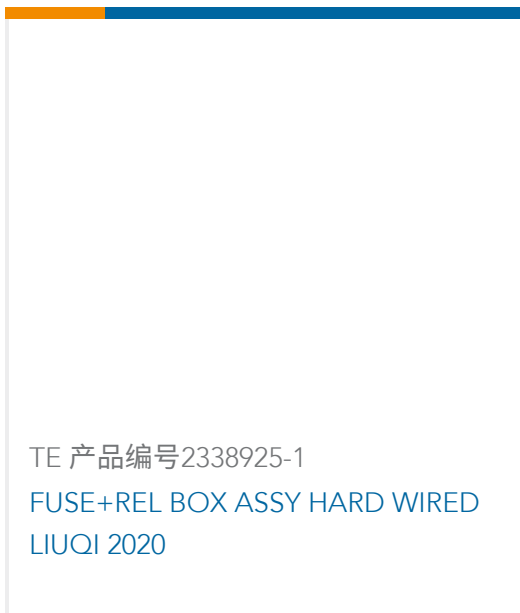 TE 产品编号2338925-1
FUSE+REL BOX ASSY HARD WIRED
LIUQI 2020